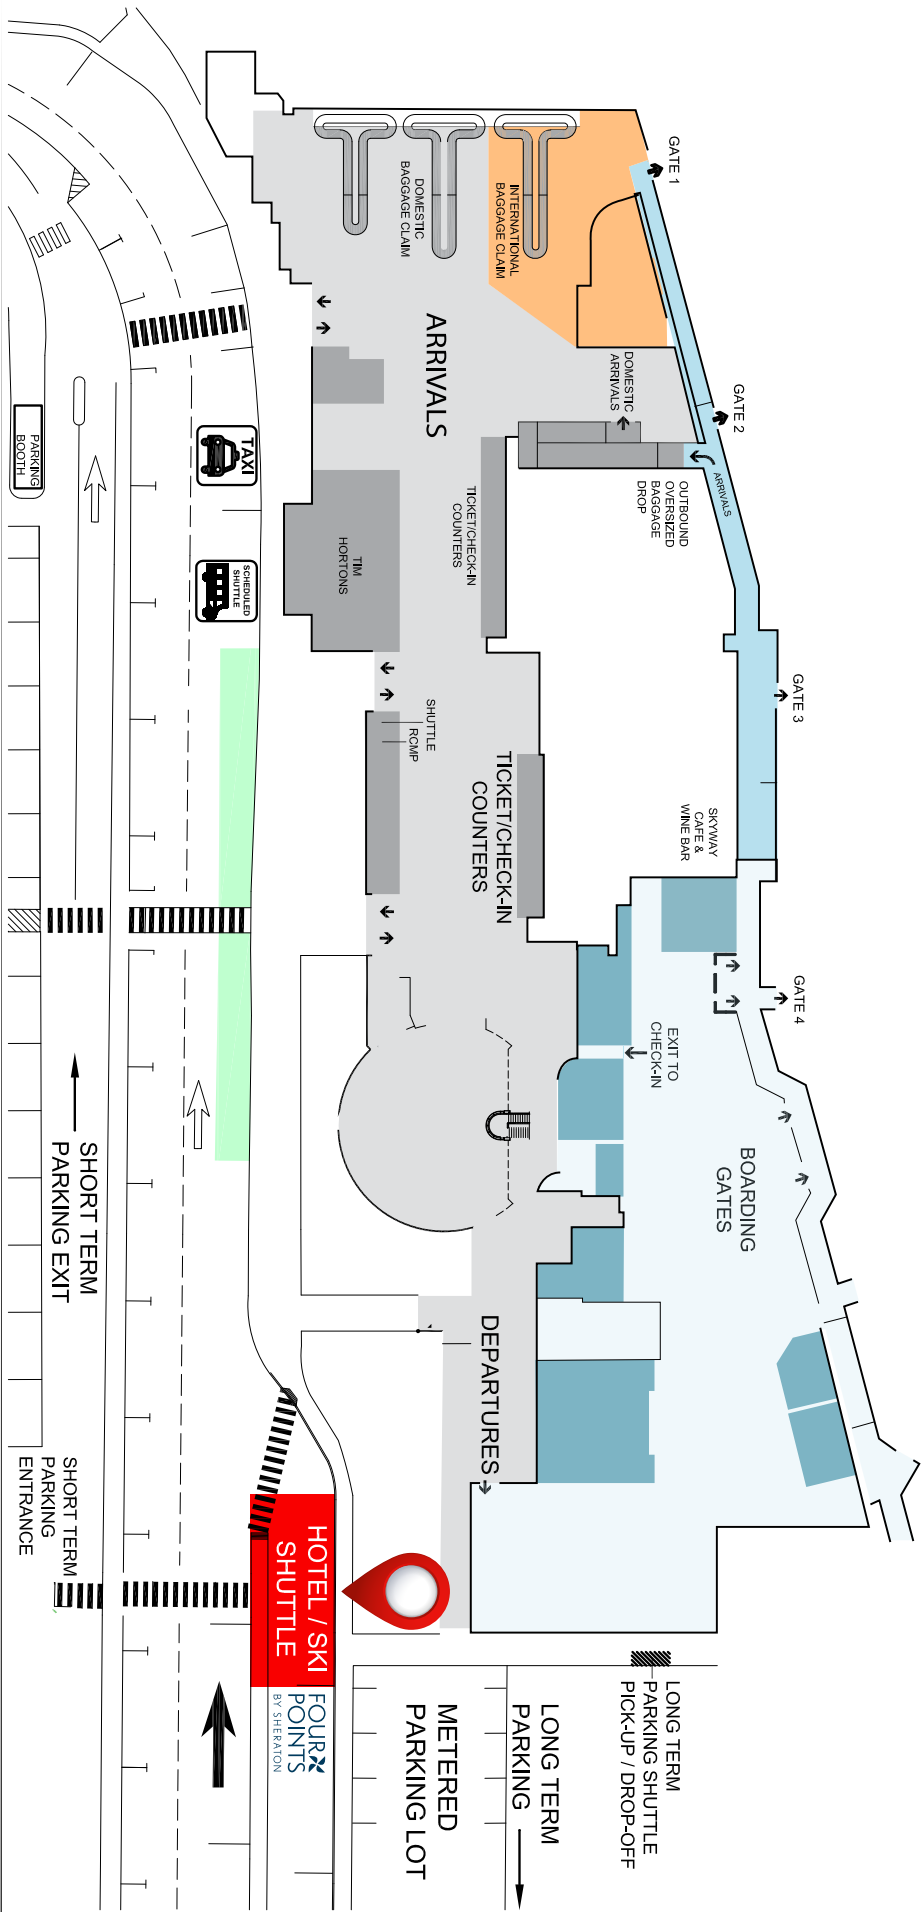 GATE 1
GATE 2
GATE 3
GATE 4
INTERNATIONAL
BAGGAGE CLAIM
DOMESTIC
BAGGAGE CLAIM
ARRIVALS
DOMESTIC
ARRIVALS
ARRIVALS
OUTBOUND
OVERSIZED
BAGGAGE
DROP
TICKET/CHECK-IN
COUNTERS
TIM
HORTONS
TAXI
SCHEDULED
SHUTTLE
PARKING
BOOTH
SHUTTLE
RCMP
TICKET/CHECK-IN
COUNTERS
SKYWAY
CAFE &
WINE BAR
EXIT TO
CHECK-IN
BOARDING
GATES
DEPARTURES
SHORT TERM
PARKING EXIT
SHORT TERM
PARKING
ENTRANCE
HOTEL / SKI
SHUTTLE
FOUR
POINTS
BY SHERATON
METERED
PARKING LOT
LONG TERM
PARKING
LONG TERM
PARKING SHUTTLE
PICK-UP / DROP-OFF